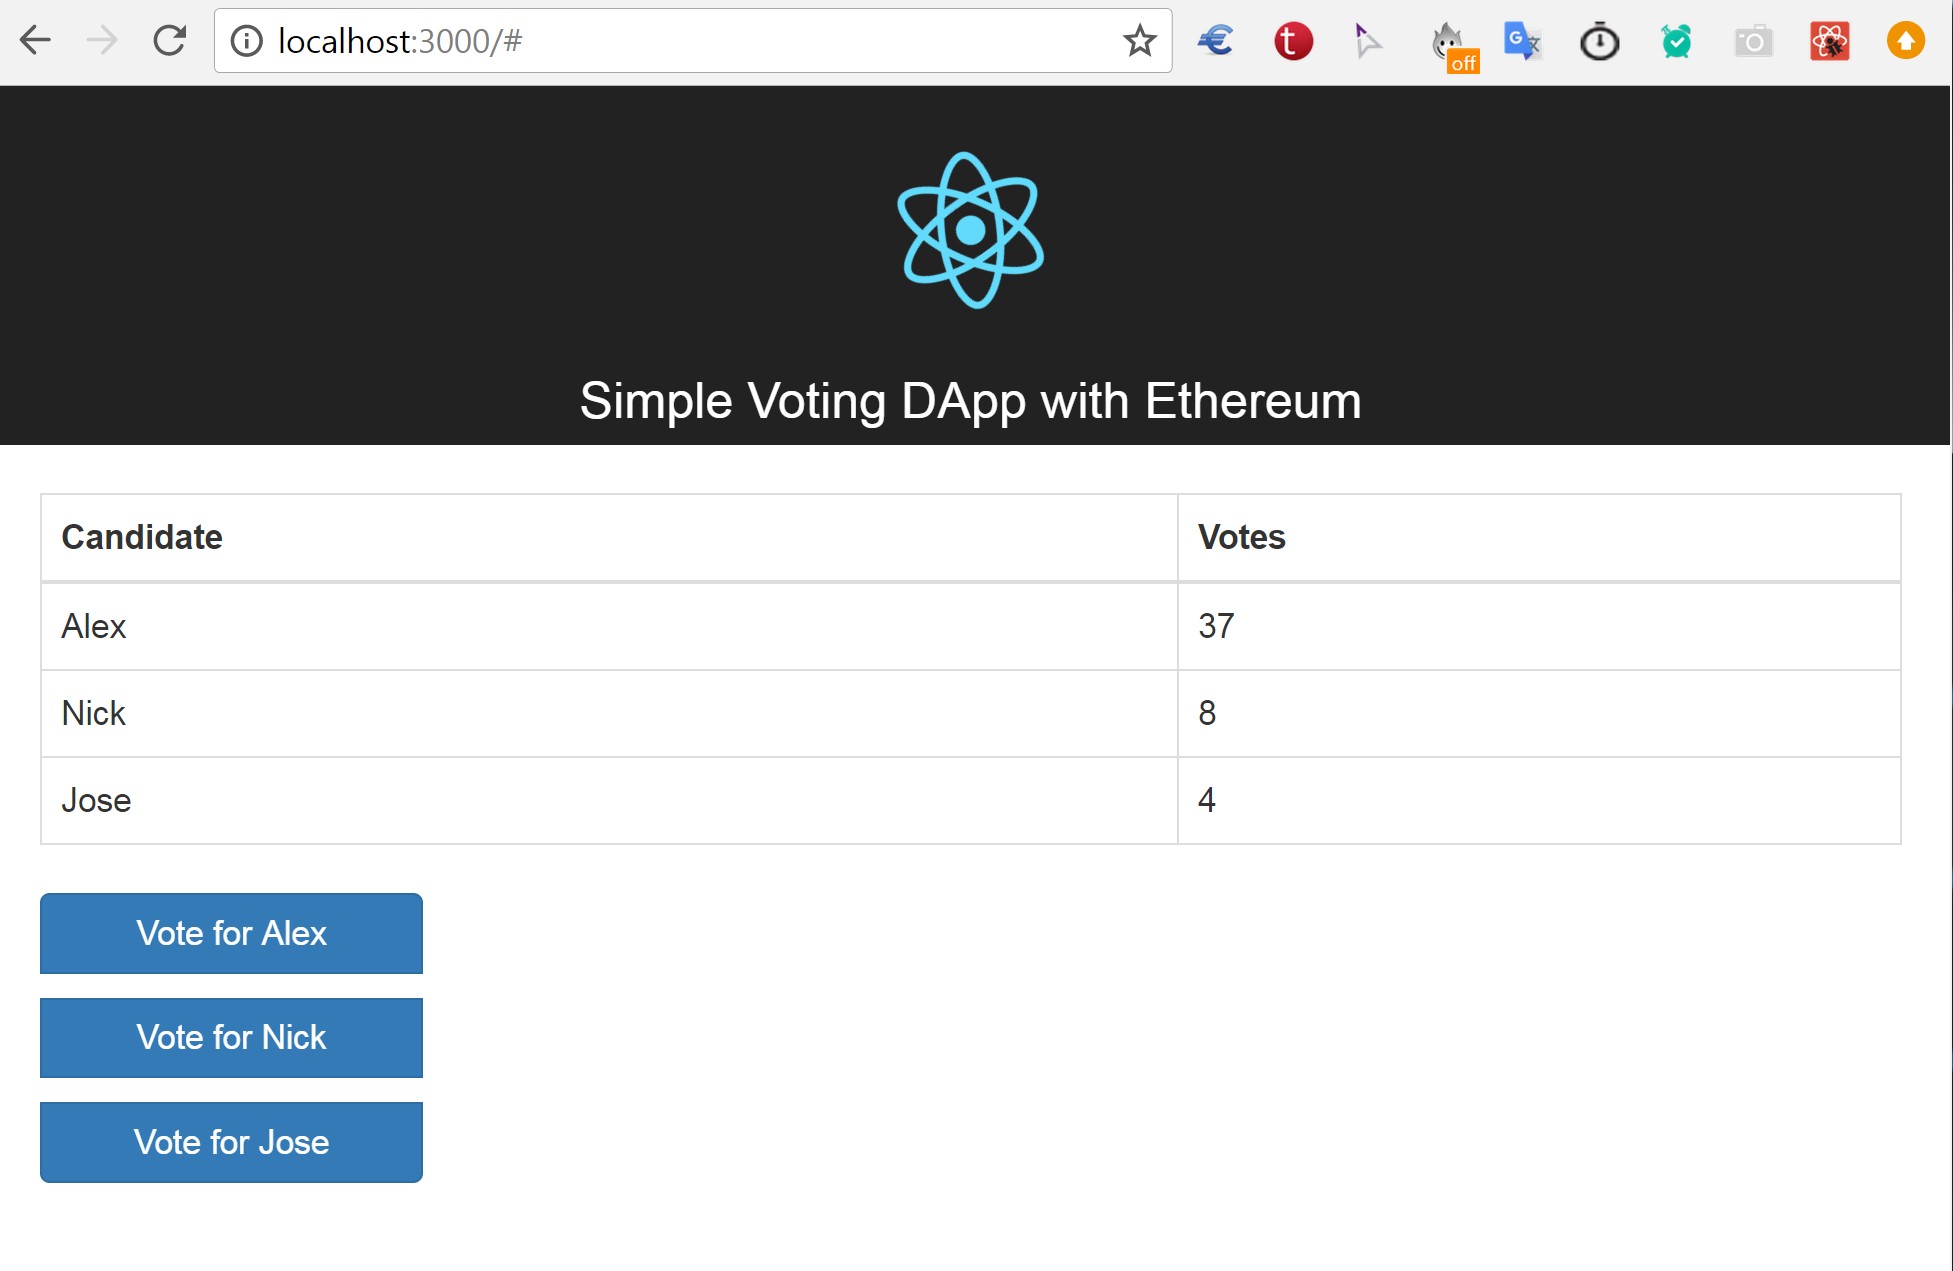 localhost:3000/#
off
Simple Voting DApp with Ethereum
Candidate Votes
Alex 37
Nick 8
Jose 4
Vote for Alex
Vote for Nick
Vote for Jose